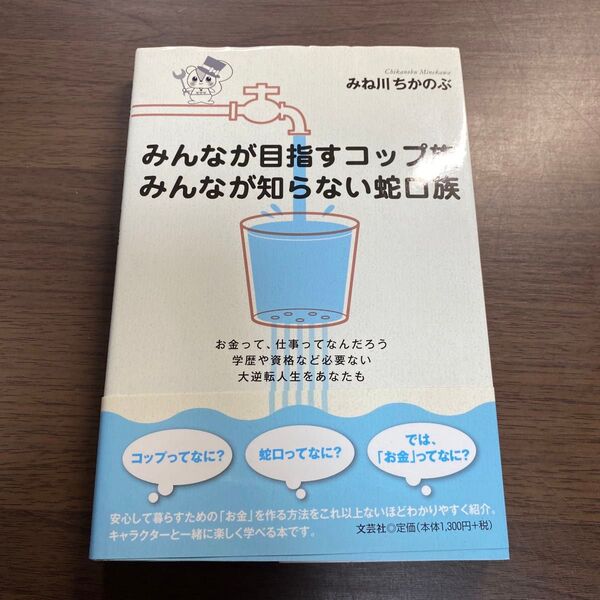 Chikanobu Minekawa
みね川 ちかのぶ
みんなが目指すコップ族
みんなが知らない蛇口族
お金って、仕事ってなんだろう
学歴や資格など必要ない
大逆転人生をあなたも
コップってなに？
蛇口ってなに？
では、
「お金」ってなに？
安心して暮らすための「お金」を作る方法をこれ以上ないほどわかりやすく紹介。
キャラクターと一緒に楽しく学べる本です。
文芸社◎定価（本体1,300円+税）